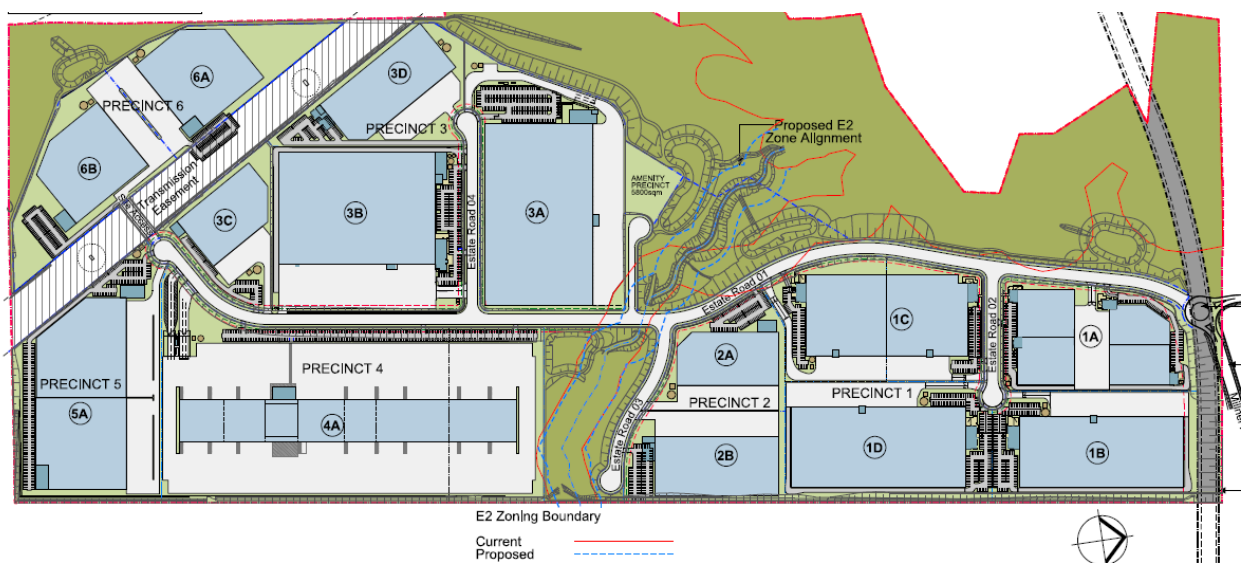 6A
3D
PRECINCT 6
PRECINCT 3
Proposed E2
Zone Alignment
6B
Transmission
Easement
AMENITY
PRECINCT
5800sqm
3C
3B
Estate Road 04
3A
Estate Road 01
1C
Estate Road 02
1A
2A
PRECINCT 4
PRECINCT 5
5A
4A
Estate Road 03
PRECINCT 2
PRECINCT 1
2B
1D
1B
E2 Zoning Boundary
Current
Proposed